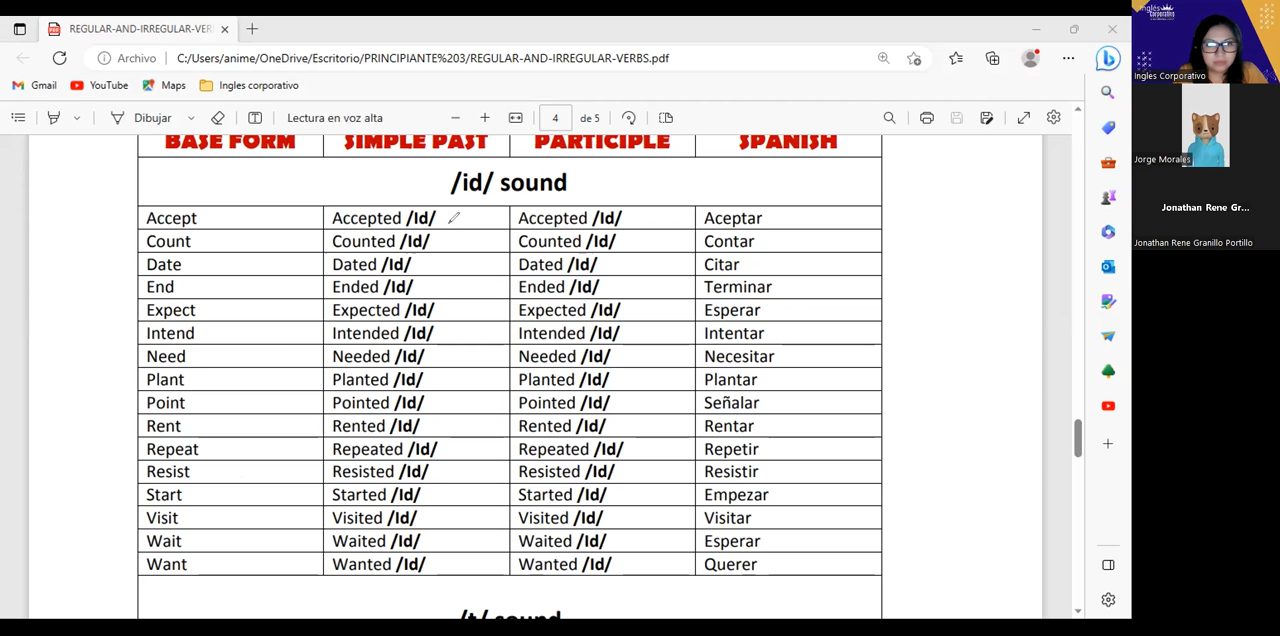 REGULAR-AND-IRREGULAR-VER
Archivo C:/Users/anime/OneDrive/Escritorio/PRINCIPIANTE%203/REGULAR-AND-IRREGULAR-VERBS.pdf
Gmail YouTube Maps Ingles corporativo
Dibujar Lectura en voz alta 4 de 5
BASE FORM SIMPLE PAST PARTICIPLE SPANISH
/id/ sound
Accept Accepted /Id/ Accepted /Id/ Aceptar
Count Counted /Id/ Counted /Id/ Contar
Date Dated /Id/ Dated /Id/ Citar
End Ended /Id/ Ended /Id/ Terminar
Expect Expected /Id/ Expected /Id/ Esperar
Intend Intended /Id/ Intended /Id/ Intentar
Need Needed /Id/ Needed /Id/ Necesitar
Plant Planted /Id/ Planted /Id/ Plantar
Point Pointed /Id/ Pointed /Id/ Señalar
Rent Rented /Id/ Rented /Id/ Rentar
Repeat Repeated /Id/ Repeated /Id/ Repetir
Resist Resisted /Id/ Resisted /Id/ Resistir
Start Started /Id/ Started /Id/ Empezar
Visit Visited /Id/ Visited /Id/ Visitar
Wait Waited /Id/ Waited /Id/ Esperar
Want Wanted /Id/ Wanted /Id/ Querer
/t/ sound
Inglés
Corporativo
Ingles Corporativo
Jorge Morales
Jonathan Rene Gr...
Jonathan Rene Granillo Portillo